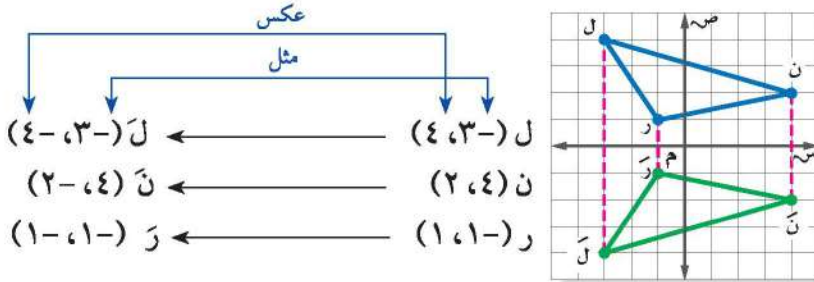 عكس
مثل
ل (-٣، ٤) ← لَ (-٣، -٤)
ن (٤، ٢) ← نَ (٤، -٢)
ر (-١، ١) ← رَ (-١، -١)
ص
ل
ن
ر
س
م
رَ
نَ
لَ